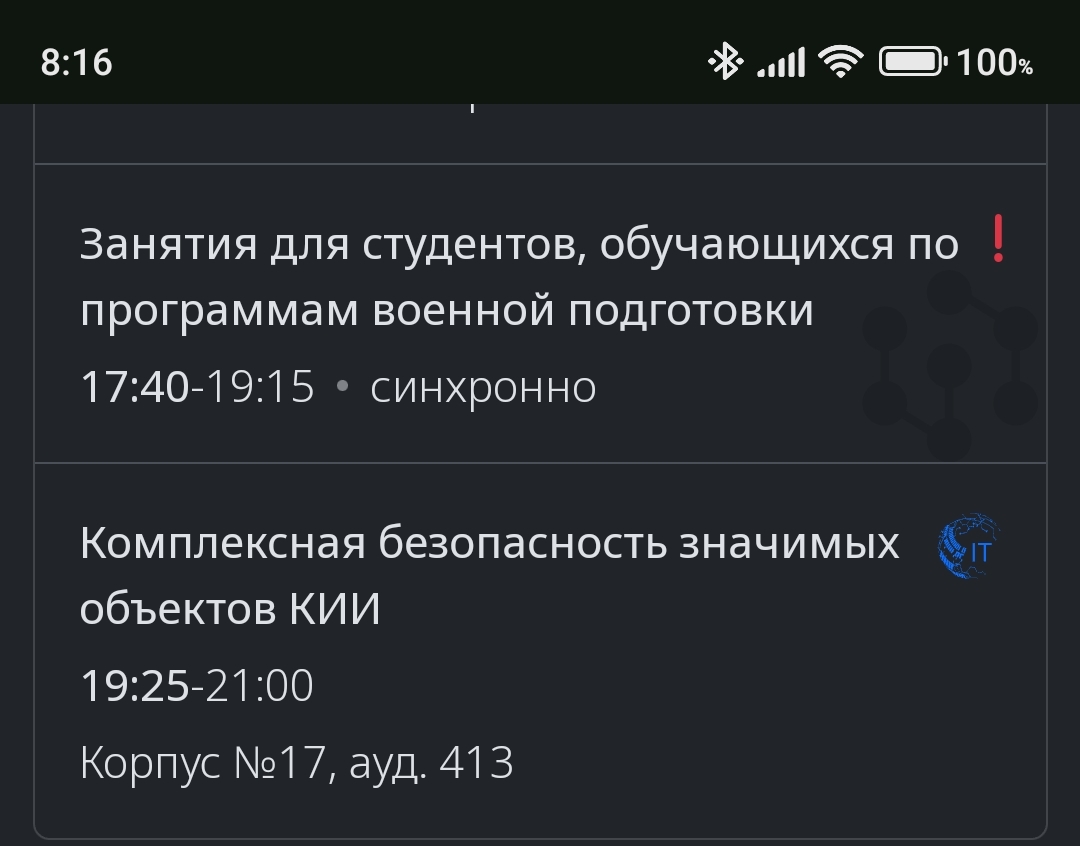 8:16 100%
Занятия для студентов, обучающихся по
программам военной подготовки
17:40-19:15 • синхронно
Комплексная безопасность значимых
объектов КИИ
IT
19:25-21:00
Корпус №17, ауд. 413